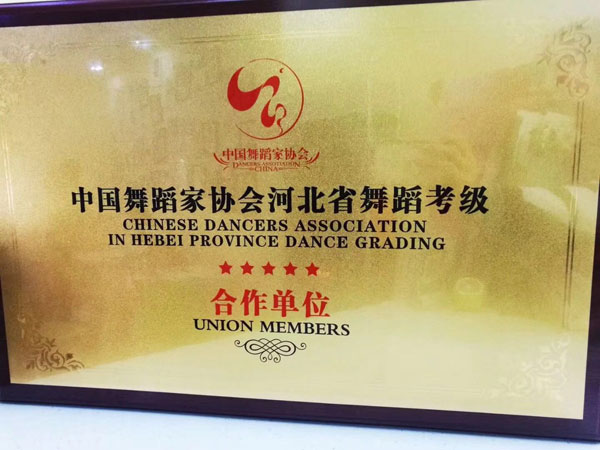 中国舞蹈家协会
DANCERS ASSOTIATION
CHINA
中国舞蹈家协会河北省舞蹈考级
CHINESE DANCERS ASSOCIATION
IN HEBEI PROVINCE DANCE GRADING
合作单位
UNION MEMBERS